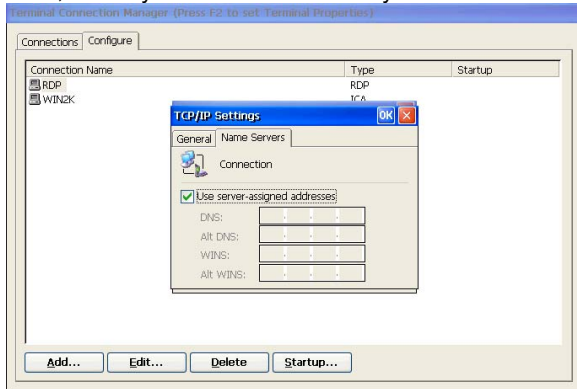 Terminal Connection Manager (Press F2 to set Terminal Properties)
Connections Configure
Connection Name Type Startup
RDP RDP
WIN2K ICA
TCP/IP Settings OK
General Name Servers
Connection
Use server-assigned addresses
DNS:
Alt DNS:
WINS:
Alt WINS:
Add... Edit... Delete Startup...